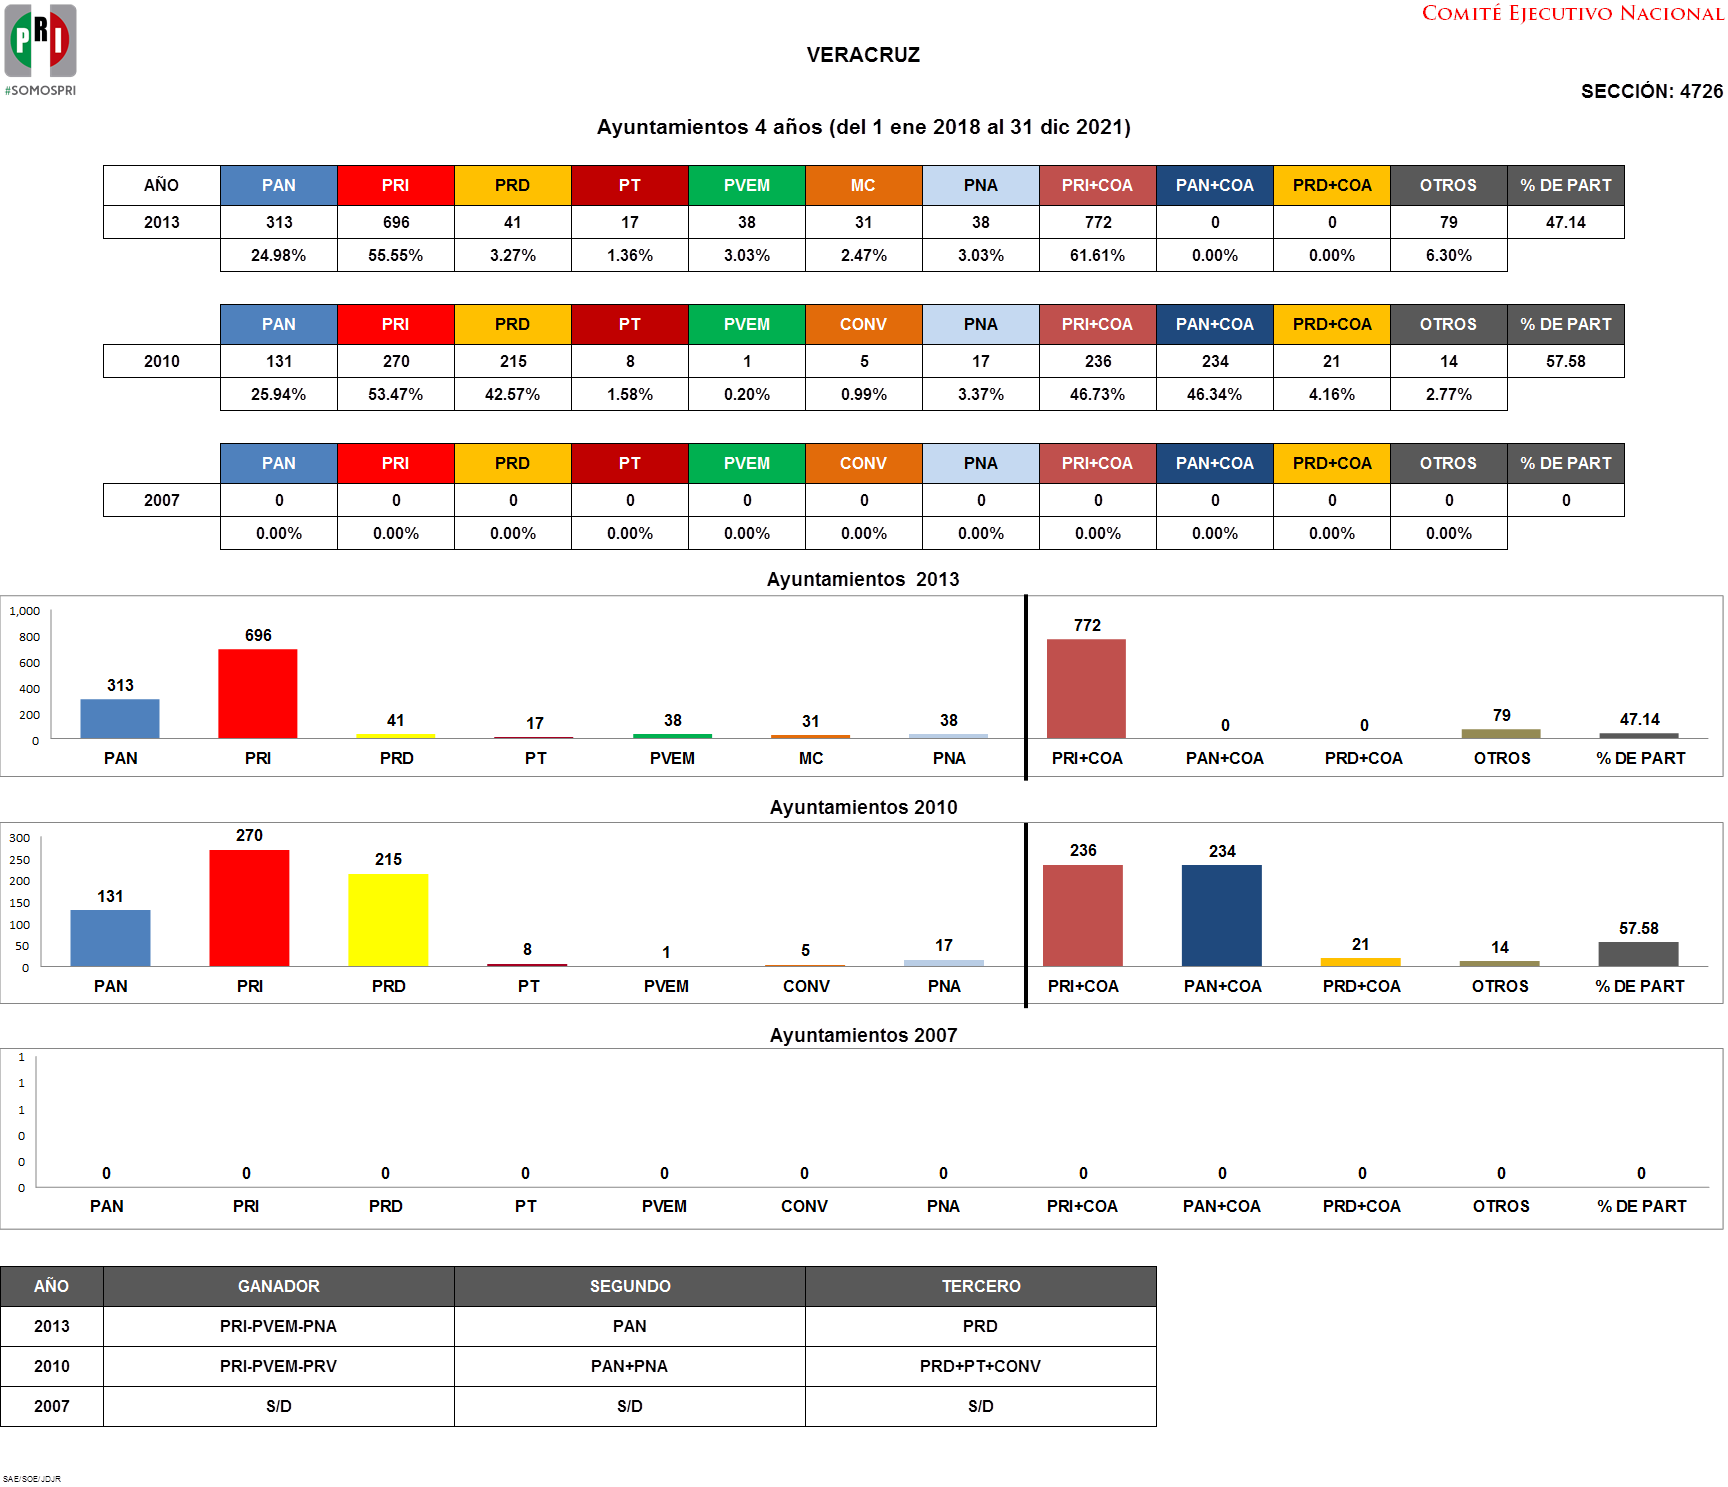 PRI
#SOMOSPRI
COMITÉ EJECUTIVO NACIONAL
VERACRUZ
SECCIÓN: 4726
Ayuntamientos 4 años (del 1 ene 2018 al 31 dic 2021)
AÑO PAN PRI PRD PT PVEM MC PNA PRI+COA PAN+COA PRD+COA OTROS % DE PART
2013 313 696 41 17 38 31 38 772 0 0 79 47.14
24.98% 55.55% 3.27% 1.36% 3.03% 2.47% 3.03% 61.61% 0.00% 0.00% 6.30%
PAN PRI PRD PT PVEM CONV PNA PRI+COA PAN+COA PRD+COA OTROS % DE PART
2010 131 270 215 8 1 5 17 236 234 21 14 57.58
25.94% 53.47% 42.57% 1.58% 0.20% 0.99% 3.37% 46.73% 46.34% 4.16% 2.77%
PAN PRI PRD PT PVEM CONV PNA PRI+COA PAN+COA PRD+COA OTROS % DE PART
2007 0 0 0 0 0 0 0 0 0 0 0 0
0.00% 0.00% 0.00% 0.00% 0.00% 0.00% 0.00% 0.00% 0.00% 0.00% 0.00%
Ayuntamientos 2013
1,000
800
600
400
200
0
313 696 41 17 38 31 38 772 0 0 79 47.14
PAN PRI PRD PT PVEM MC PNA PRI+COA PAN+COA PRD+COA OTROS % DE PART
Ayuntamientos 2010
300
250
200
150
100
50
0
131 270 215 8 1 5 17 236 234 21 14 57.58
PAN PRI PRD PT PVEM CONV PNA PRI+COA PAN+COA PRD+COA OTROS % DE PART
Ayuntamientos 2007
1
1
1
0
0
0
0 0 0 0 0 0 0 0 0 0 0 0
PAN PRI PRD PT PVEM CONV PNA PRI+COA PAN+COA PRD+COA OTROS % DE PART
AÑO GANADOR SEGUNDO TERCERO
2013 PRI-PVEM-PNA PAN PRD
2010 PRI-PVEM-PRV PAN+PNA PRD+PT+CONV
2007 S/D S/D S/D
SAE/SOE/JDJR